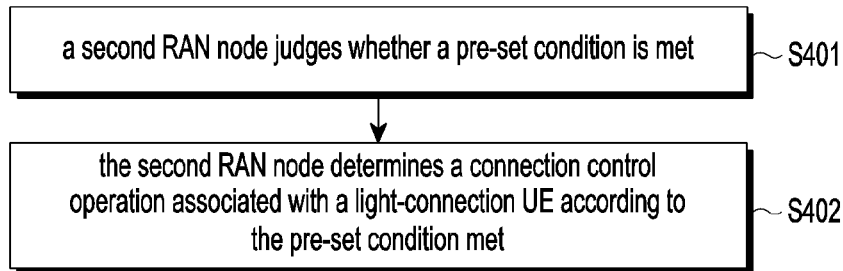 a second RAN node judges whether a pre-set condition is met
S401
the second RAN node determines a connection control
operation associated with a light-connection UE according to
the pre-set condition met
S402